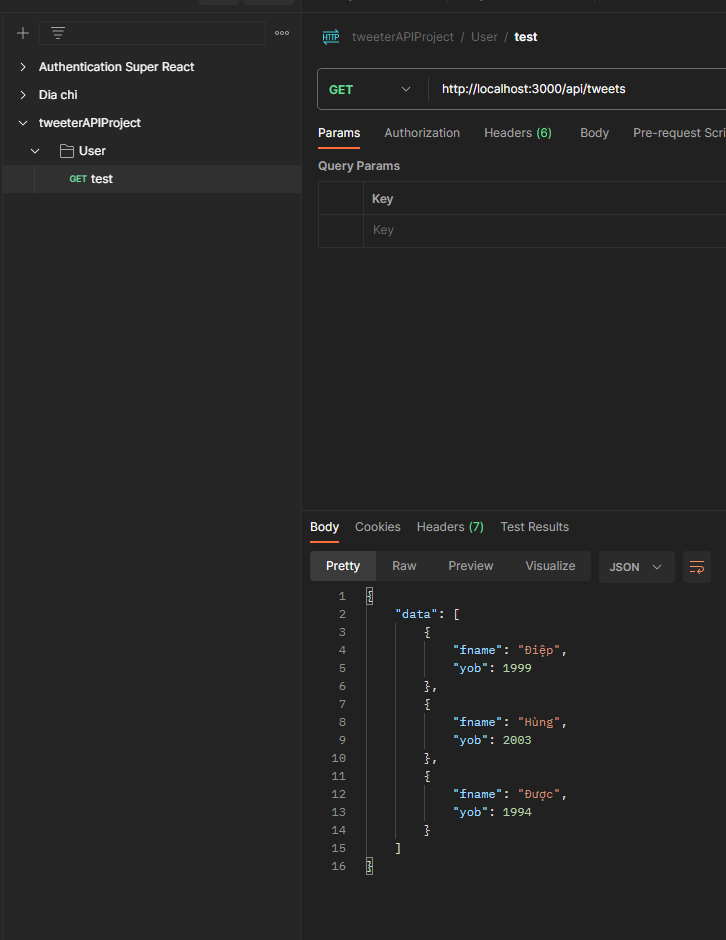 Authentication Super React
Dia chi
tweeterAPIProject
User
GET test
HTTP tweeterAPIProject / User / test
GET http://localhost:3000/api/tweets
Params Authorization Headers (6) Body Pre-request Scri
Query Params
Key
Key
Body Cookies Headers (7) Test Results
Pretty Raw Preview Visualize JSON
1 {
2 "data": [
3 {
4 "fname": "Điệp",
5 "yob": 1999
6 },
7 {
8 "fname": "Hùng",
9 "yob": 2003
10 },
11 {
12 "fname": "Được",
13 "yob": 1994
14 }
15 ]
16 }